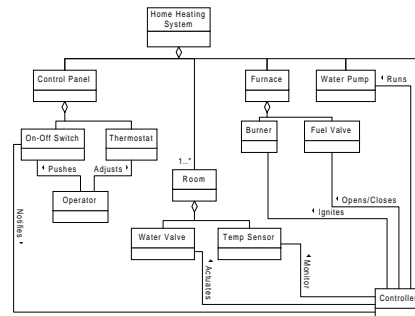 Home Heating
System
Control Panel
Furnace
Water Pump
Runs
On-Off Switch
Thermostat
Burner
Fuel Valve
Pushes
Adjusts
1..*
Operator
Room
Opens/Closes
Ignites
Notifies
Water Valve
Temp Sensor
Actuates
Monitor
Controller